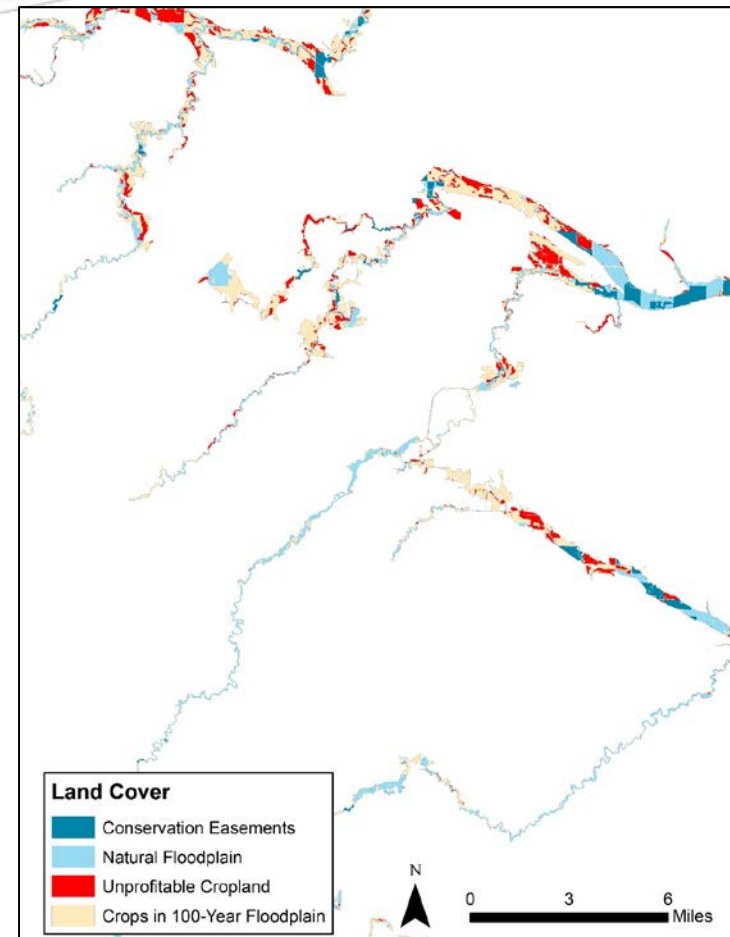 Land Cover
Conservation Easements
Natural Floodplain
Unprofitable Cropland
Crops in 100-Year Floodplain
N
0 3 6
Miles